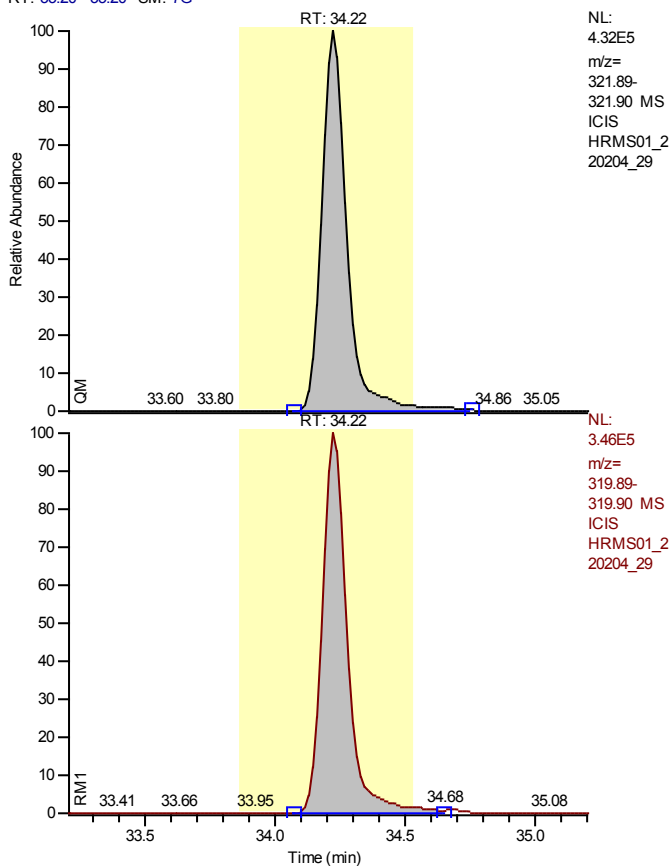 RT: 34.22
NL:
4.32E5
m/z=
321.89-
321.90 MS
ICIS
HRMS01_2
20204_29
100
90
80
70
60
50
40
30
20
10
0
Relative Abundance
QM
33.60 33.80 34.86 35.05
RT: 34.22
NL:
3.46E5
m/z=
319.89-
319.90 MS
ICIS
HRMS01_2
20204_29
100
90
80
70
60
50
40
30
20
10
0
RM1
33.41 33.66 33.95 34.68 35.08
33.5 34.0 34.5 35.0
Time (min)